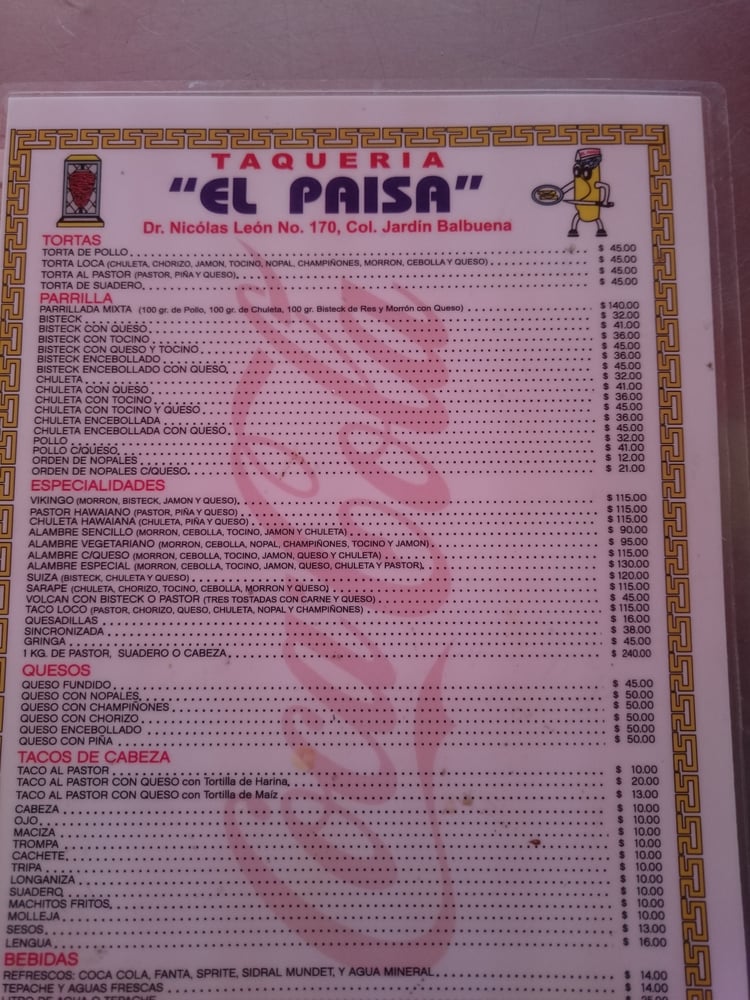 TAQUERIA
"EL PAISA"
Dr. Nicólas León No. 170, Col. Jardín Balbuena
TORTAS
TORTA DE POLLO $ 45.00
TORTA LOCA (CHULETA, CHORIZO, JAMON, TOCINO, NOPAL, CHAMPIÑONES, MORRON, CEBOLLA Y QUESO) $ 45.00
TORTA AL PASTOR (PASTOR, PIÑA Y QUESO) $ 45.00
TORTA DE SUADERO $ 45.00
PARRILLA
PARRILLADA MIXTA (100 gr. de Pollo, 100 gr. de Chuleta, 100 gr. Bisteck de Res y Morrón con Queso) $ 140.00
BISTECK $ 32.00
BISTECK CON QUESO $ 41.00
BISTECK CON TOCINO $ 36.00
BISTECK CON QUESO Y TOCINO $ 45.00
BISTECK ENCEBOLLADO $ 36.00
BISTECK ENCEBOLLADO CON QUESO $ 45.00
CHULETA $ 32.00
CHULETA CON QUESO $ 41.00
CHULETA CON TOCINO $ 36.00
CHULETA CON TOCINO Y QUESO $ 45.00
CHULETA ENCEBOLLADA $ 36.00
CHULETA ENCEBOLLADA CON QUESO $ 45.00
POLLO $ 32.00
POLLO C/QUESO $ 41.00
ORDEN DE NOPALES $ 12.00
ORDEN DE NOPALES C/QUESO $ 21.00
ESPECIALIDADES
VIKINGO (MORRON, BISTECK, JAMON Y QUESO) $ 115.00
PASTOR HAWAIANO (PASTOR, PIÑA Y QUESO) $ 115.00
CHULETA HAWAIANA (CHULETA, PIÑA Y QUESO) $ 115.00
ALAMBRE SENCILLO (MORRON, CEBOLLA, TOCINO, JAMON Y CHULETA) $ 90.00
ALAMBRE VEGETARIANO (MORRON, CEBOLLA, NOPAL, CHAMPIÑONES, TOCINO Y JAMON) $ 95.00
ALAMBRE C/QUESO (MORRON, CEBOLLA, TOCINO, JAMON, QUESO Y CHULETA) $ 115.00
ALAMBRE ESPECIAL (MORRON, CEBOLLA, TOCINO, JAMON, QUESO, CHULETA Y PASTOR) $ 130.00
SUIZA (BISTECK, CHULETA Y QUESO) $ 120.00
SARAPE (CHULETA, CHORIZO, TOCINO, CEBOLLA, MORRON Y QUESO) $ 115.00
VOLCAN CON BISTECK O PASTOR (TRES TOSTADAS CON CARNE Y QUESO) $ 45.00
TACO LOCO (PASTOR, CHORIZO, QUESO, CHULETA, NOPAL Y CHAMPIÑONES) $ 115.00
QUESADILLAS $ 16.00
SINCRONIZADA $ 38.00
GRINGA $ 45.00
1 KG. DE PASTOR, SUADERO O CABEZA $ 240.00
QUESOS
QUESO FUNDIDO $ 45.00
QUESO CON NOPALES $ 50.00
QUESO CON CHAMPIÑONES $ 50.00
QUESO CON CHORIZO $ 50.00
QUESO ENCEBOLLADO $ 50.00
QUESO CON PIÑA $ 50.00
TACOS DE CABEZA
TACO AL PASTOR $ 10.00
TACO AL PASTOR CON QUESO con Tortilla de Harina $ 20.00
TACO AL PASTOR CON QUESO con Tortilla de Maíz $ 13.00
CABEZA $ 10.00
OJO $ 10.00
MACIZA $ 10.00
TROMPA $ 10.00
CACHETE $ 10.00
TRIPA $ 10.00
LONGANIZA $ 10.00
SUADERO $ 10.00
MACHITOS FRITOS $ 10.00
MOLLEJA $ 10.00
SESOS $ 13.00
LENGUA $ 16.00
BEBIDAS
REFRESCOS: COCA COLA, FANTA, SPRITE, SIDRAL MUNDET, Y AGUA MINERAL $ 14.00
TEPACHE Y AGUAS FRESCAS $ 14.00
LITRO DE AGUA O TEPACHE
Coca-Cola